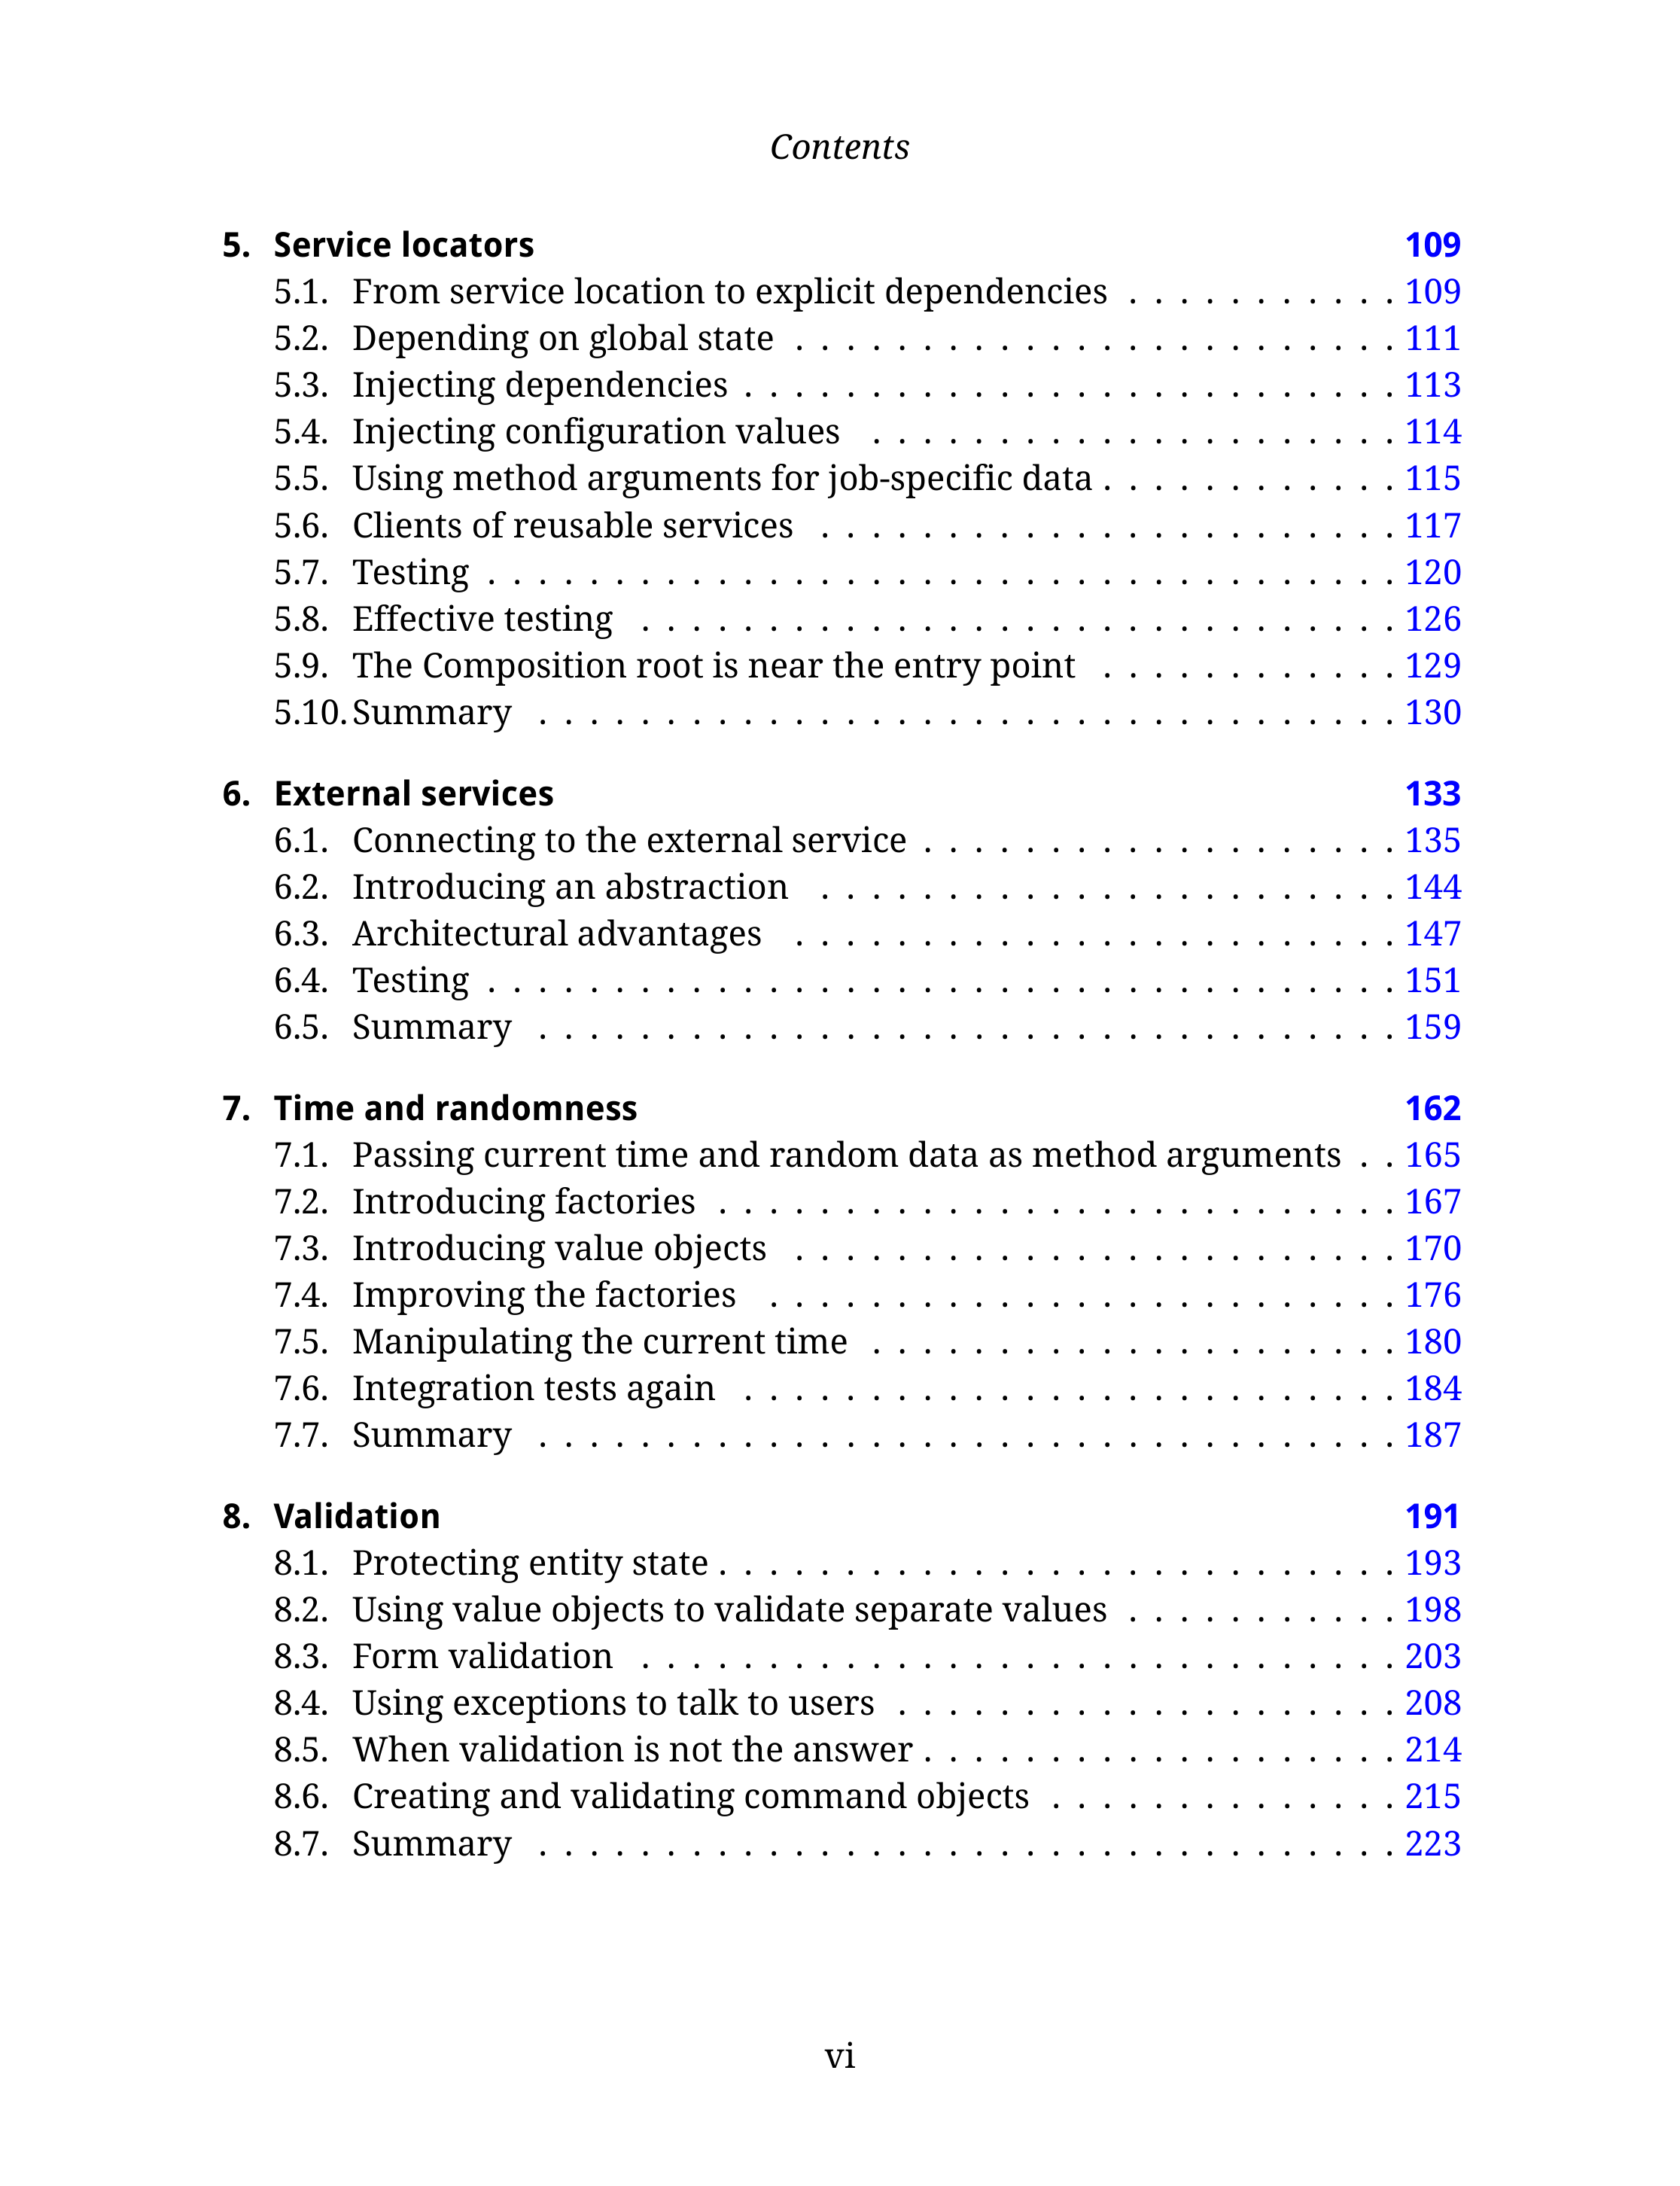 Contents
5. Service locators 109
5.1. From service location to explicit dependencies . . . . . . . . . . . 109
5.2. Depending on global state . . . . . . . . . . . . . . . . . . . . . . . . 111
5.3. Injecting dependencies . . . . . . . . . . . . . . . . . . . . . . . . . . 113
5.4. Injecting configuration values . . . . . . . . . . . . . . . . . . . . . 114
5.5. Using method arguments for job-specific data . . . . . . . . . . . . 115
5.6. Clients of reusable services . . . . . . . . . . . . . . . . . . . . . . . 117
5.7. Testing . . . . . . . . . . . . . . . . . . . . . . . . . . . . . . . . . . . . 120
5.8. Effective testing . . . . . . . . . . . . . . . . . . . . . . . . . . . . . . 126
5.9. The Composition root is near the entry point . . . . . . . . . . . . 129
5.10. Summary . . . . . . . . . . . . . . . . . . . . . . . . . . . . . . . . . . 130
6. External services 133
6.1. Connecting to the external service . . . . . . . . . . . . . . . . . . . 135
6.2. Introducing an abstraction . . . . . . . . . . . . . . . . . . . . . . . 144
6.3. Architectural advantages . . . . . . . . . . . . . . . . . . . . . . . . 147
6.4. Testing . . . . . . . . . . . . . . . . . . . . . . . . . . . . . . . . . . . . 151
6.5. Summary . . . . . . . . . . . . . . . . . . . . . . . . . . . . . . . . . . 159
7. Time and randomness 162
7.1. Passing current time and random data as method arguments . . 165
7.2. Introducing factories . . . . . . . . . . . . . . . . . . . . . . . . . . . 167
7.3. Introducing value objects . . . . . . . . . . . . . . . . . . . . . . . . 170
7.4. Improving the factories . . . . . . . . . . . . . . . . . . . . . . . . . 176
7.5. Manipulating the current time . . . . . . . . . . . . . . . . . . . . . 180
7.6. Integration tests again . . . . . . . . . . . . . . . . . . . . . . . . . . 184
7.7. Summary . . . . . . . . . . . . . . . . . . . . . . . . . . . . . . . . . . 187
8. Validation 191
8.1. Protecting entity state . . . . . . . . . . . . . . . . . . . . . . . . . . . 193
8.2. Using value objects to validate separate values . . . . . . . . . . . 198
8.3. Form validation . . . . . . . . . . . . . . . . . . . . . . . . . . . . . . 203
8.4. Using exceptions to talk to users . . . . . . . . . . . . . . . . . . . . 208
8.5. When validation is not the answer . . . . . . . . . . . . . . . . . . . 214
8.6. Creating and validating command objects . . . . . . . . . . . . . . 215
8.7. Summary . . . . . . . . . . . . . . . . . . . . . . . . . . . . . . . . . . 223
vi